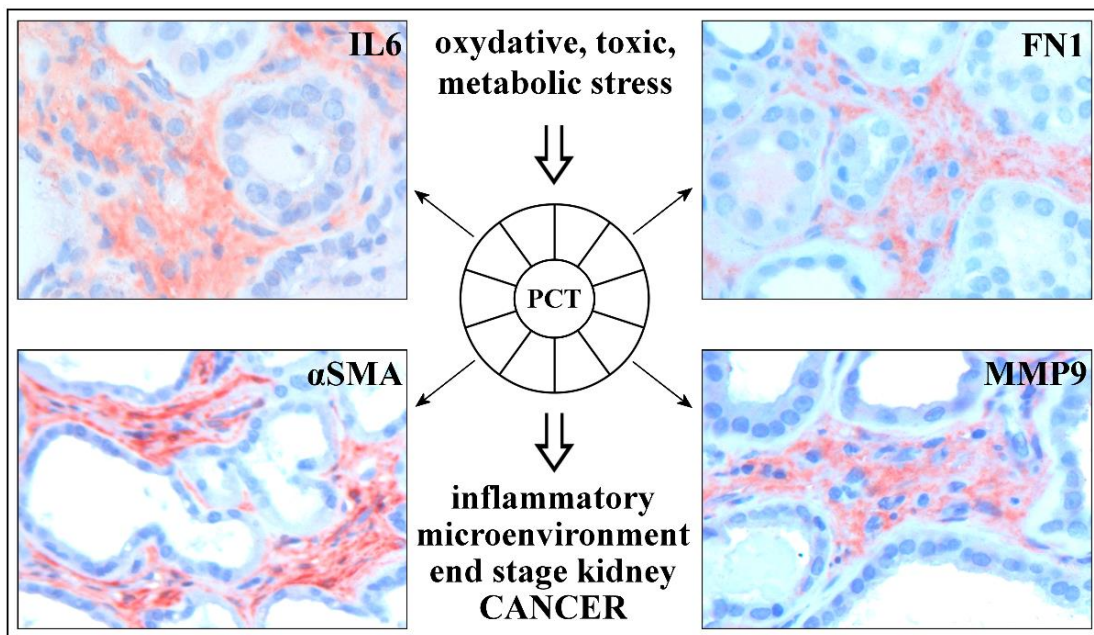 IL6
oxydative, toxic,
metabolic stress
FN1
PCT
αSMA
MMP9
inflammatory
microenvironment
end stage kidney
CANCER